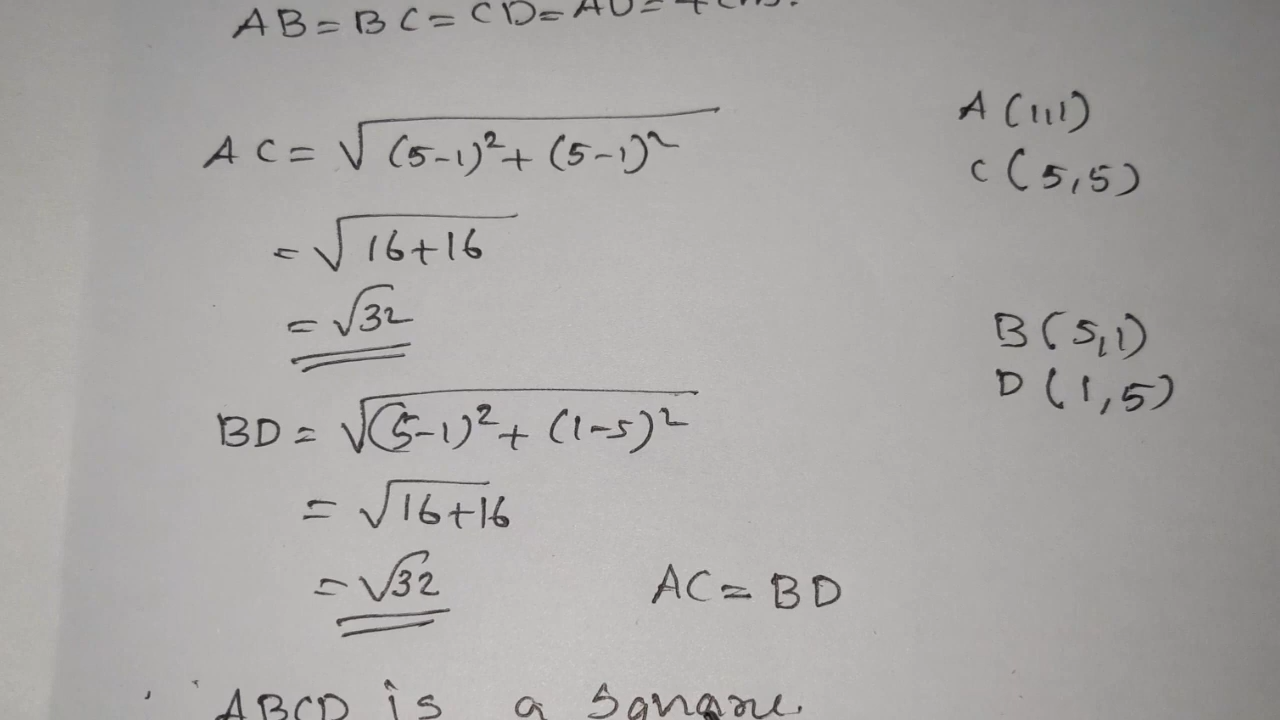 AB = BC = CD = AD = 4 cm.
AC = √(5-1)² + (5-1)²
A (1,1)
C (5,5)
= √16+16
= √32
B (5,1)
D (1,5)
BD = √(5-1)² + (1-5)²
= √16+16
= √32
AC = BD
ABCD is a square.